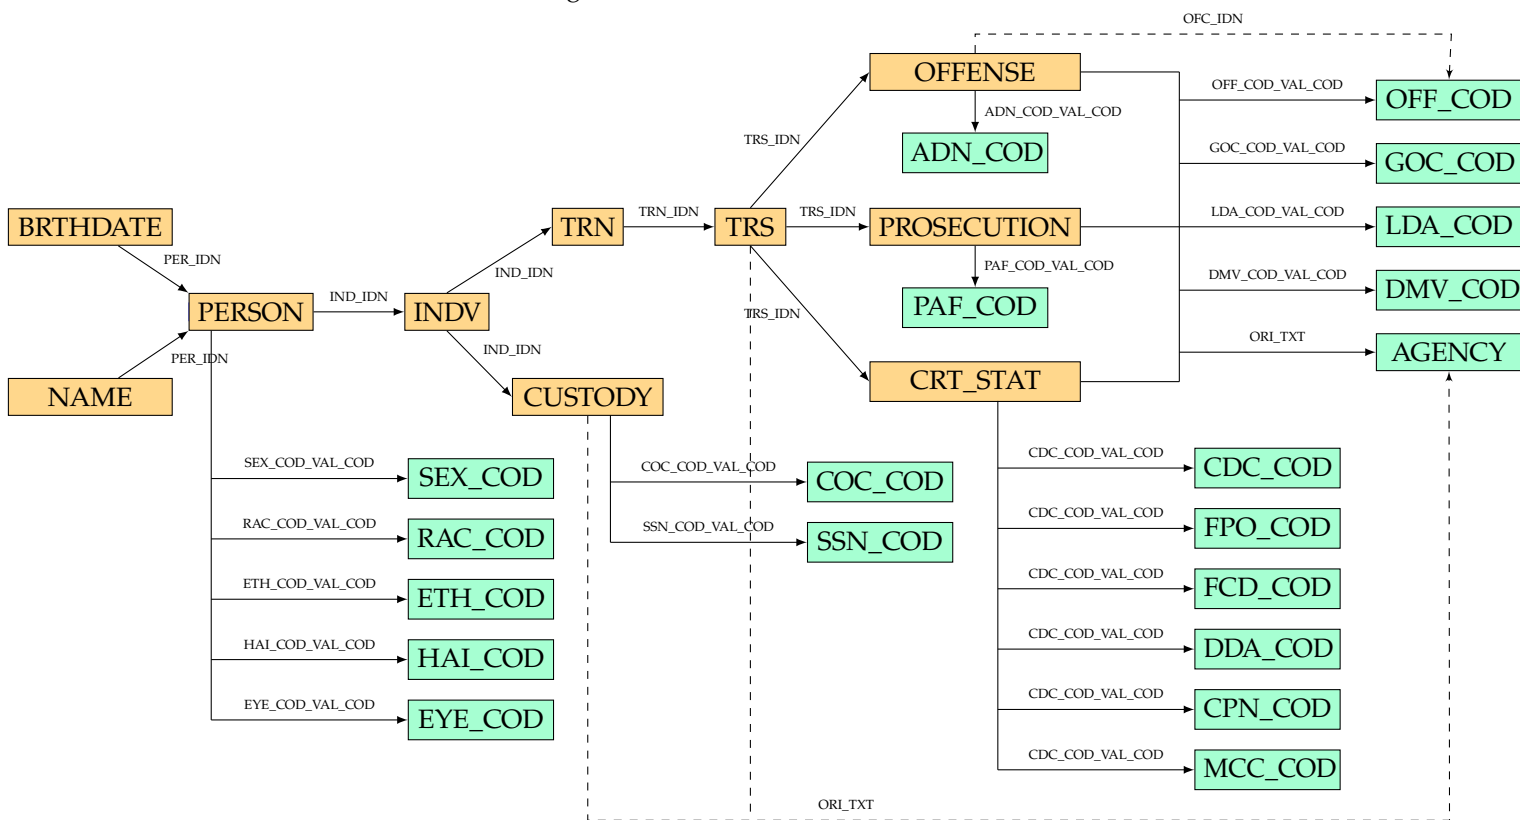 OFC_IDN
OFFENSE
OFF_COD_VAL_COD
OFF_COD
ADN_COD_VAL_COD
TRS_IDN
ADN_COD
GOC_COD_VAL_COD
GOC_COD
BRTHDATE
TRN
TRN_IDN
TRS
TRS_IDN
PROSECUTION
LDA_COD_VAL_COD
LDA_COD
PER_IDN
IND_IDN
PAF_COD_VAL_COD
DMV_COD_VAL_COD
DMV_COD
PERSON
IND_IDN
INDV
TRS_IDN
PAF_COD
ORI_TXT
AGENCY
PER_IDN
IND_IDN
NAME
CUSTODY
CRT_STAT
SEX_COD_VAL_COD
SEX_COD
COC_COD_VAL_COD
COC_COD
CDC_COD_VAL_COD
CDC_COD
RAC_COD_VAL_COD
RAC_COD
SSN_COD_VAL_COD
SSN_COD
CDC_COD_VAL_COD
FPO_COD
ETH_COD_VAL_COD
ETH_COD
CDC_COD_VAL_COD
FCD_COD
HAI_COD_VAL_COD
HAI_COD
CDC_COD_VAL_COD
DDA_COD
EYE_COD_VAL_COD
EYE_COD
CDC_COD_VAL_COD
CPN_COD
CDC_COD_VAL_COD
MCC_COD
ORI_TXT